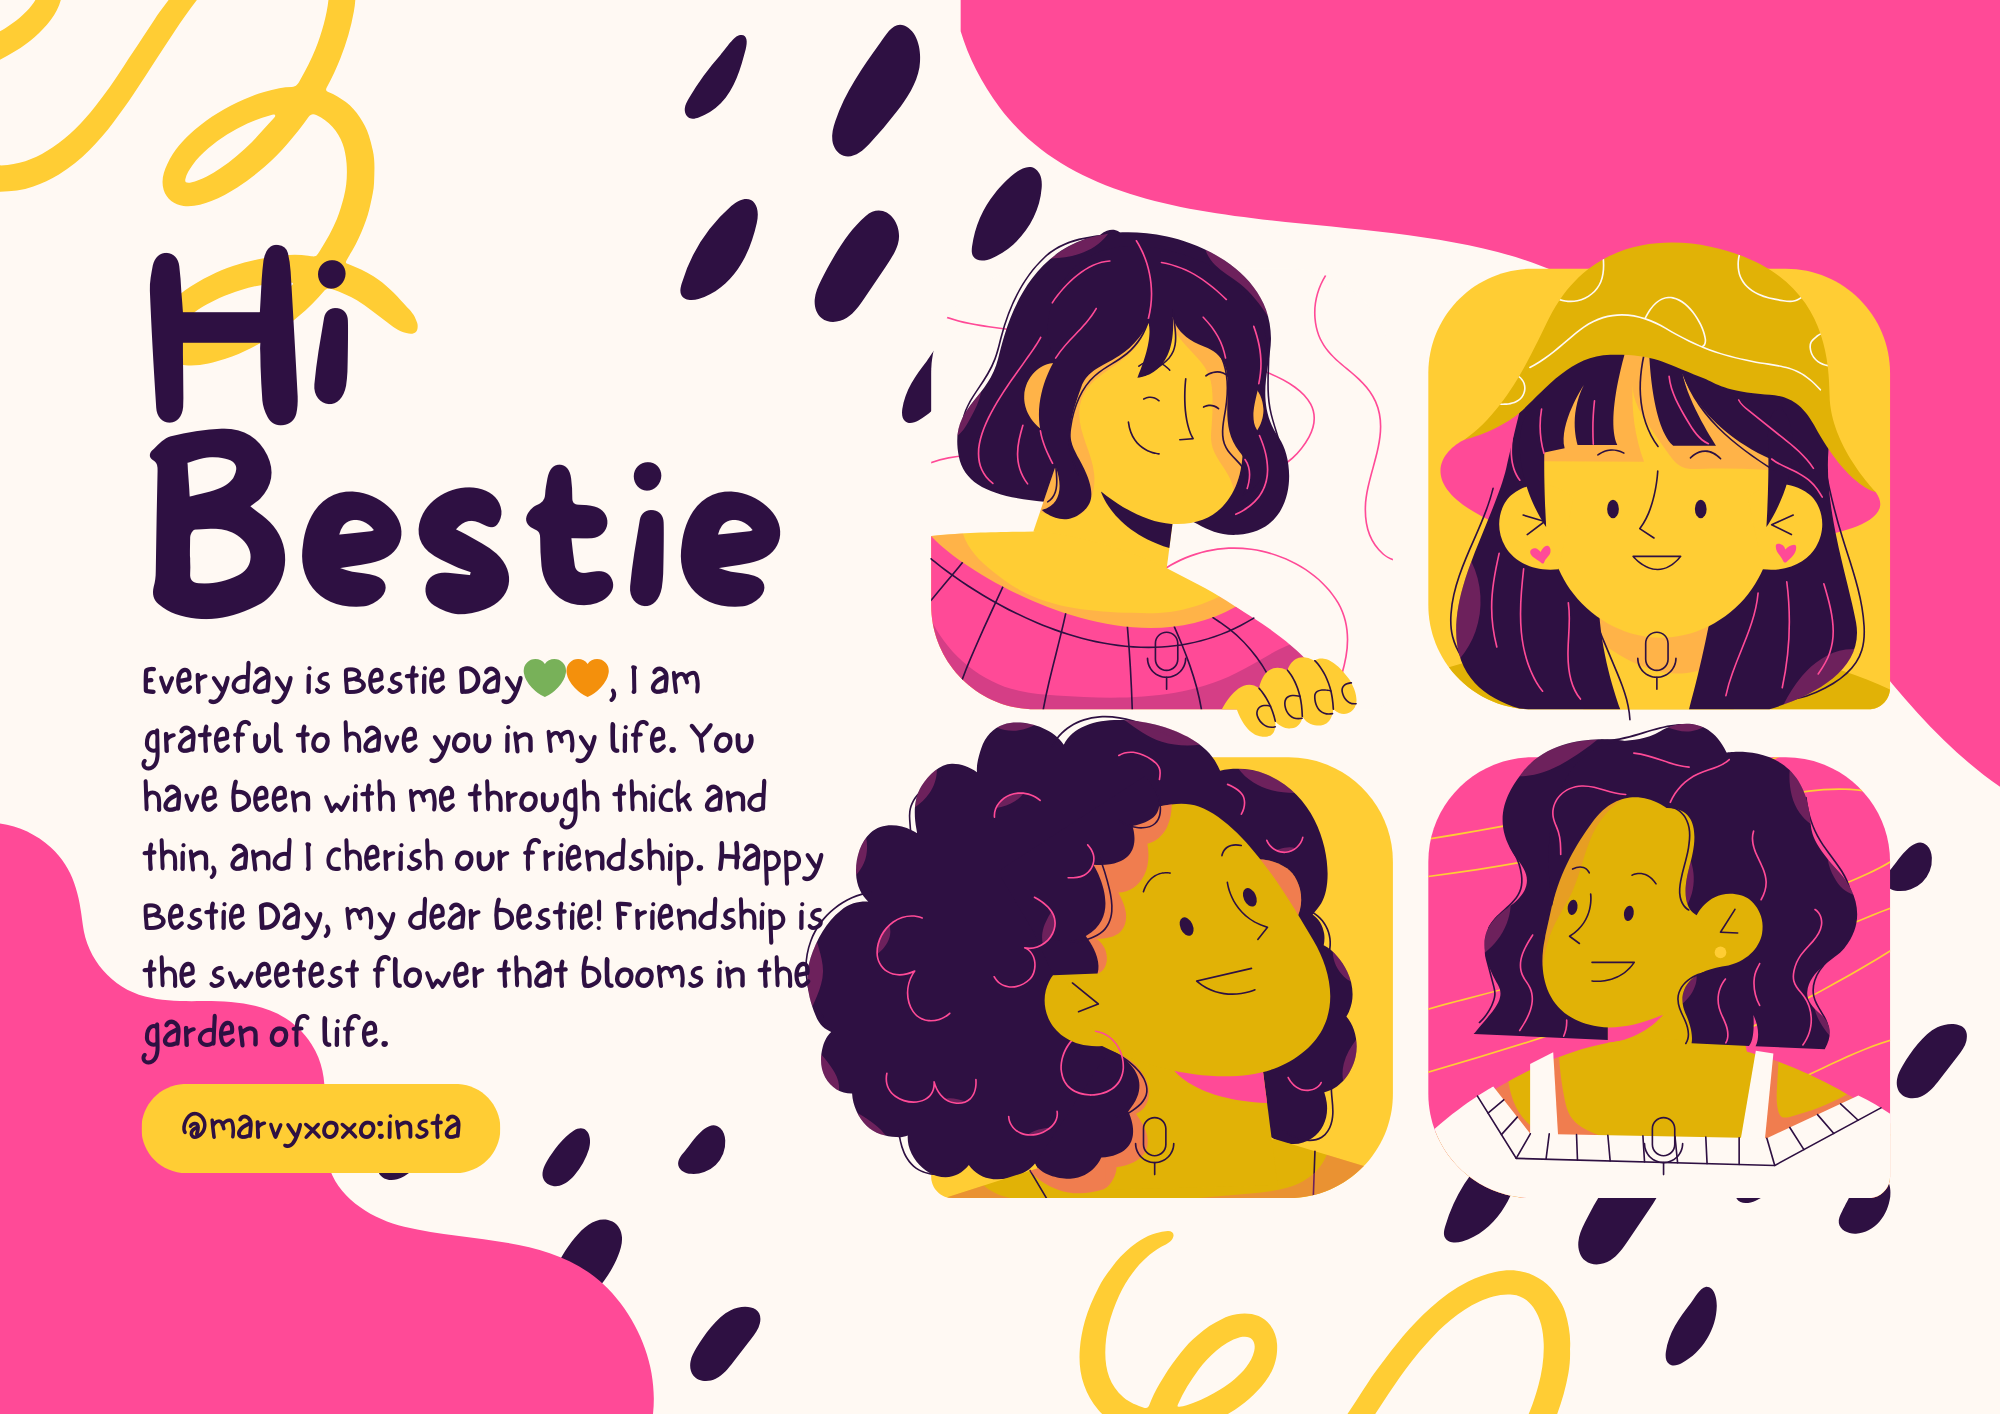 Hi
Bestie
Everyday is Bestie Day💚🧡, I am
grateful to have you in my life. You
have been with me through thick and
thin, and I cherish our friendship. Happy
Bestie Day, my dear bestie! Friendship is
the sweetest flower that blooms in the
garden of life.
@marvyxoxo:insta